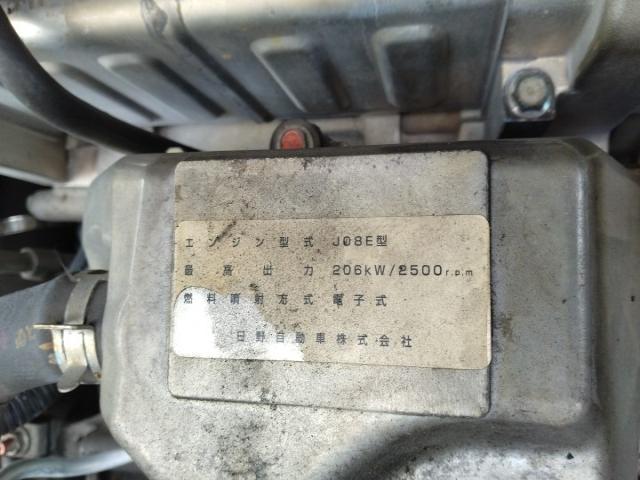 エンジン型式 J08E型
最高出力 206kW/2500r.p.m
燃料噴射方式 電子式
日野自動車株式会社